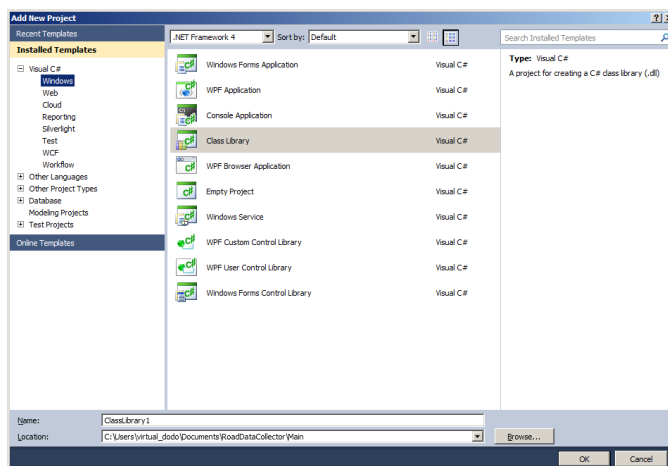 Add New Project
Recent Templates
Installed Templates
Visual C#
Windows
Web
Cloud
Reporting
Silverlight
Test
WCF
Workflow
Other Languages
Other Project Types
Database
Modeling Projects
Test Projects
Online Templates
.NET Framework 4 Sort by: Default
Windows Forms Application Visual C#
WPF Application Visual C#
Console Application Visual C#
Class Library Visual C#
WPF Browser Application Visual C#
Empty Project Visual C#
Windows Service Visual C#
WPF Custom Control Library Visual C#
WPF User Control Library Visual C#
Windows Forms Control Library Visual C#
Search Installed Templates
Type: Visual C#
A project for creating a C# class library (.dll)
Name: ClassLibrary1
Location: C:\Users\virtual_dodo\Documents\RoadDataCollector\Main Browse...
OK Cancel